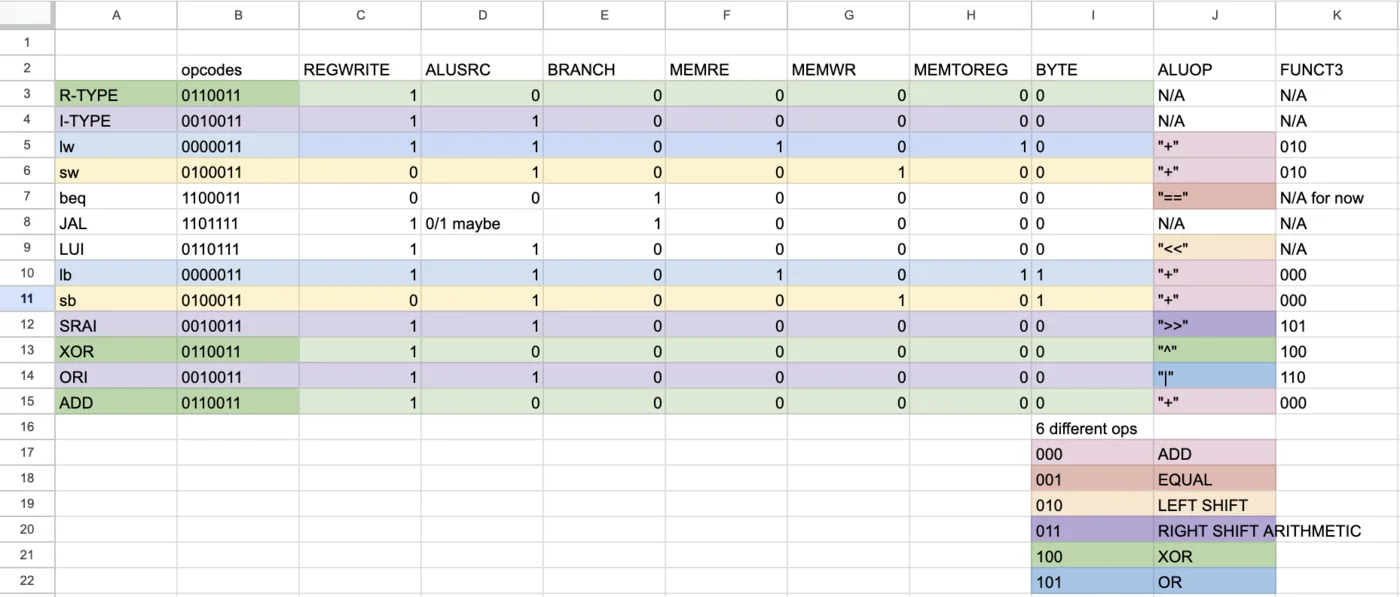 A B C D E F G H I J K
1
2 opcodes REGWRITE ALUSRC BRANCH MEMRE MEMWR MEMTOREG BYTE ALUOP FUNCT3
3 R-TYPE 0110011 1 0 0 0 0 0 0 N/A N/A
4 I-TYPE 0010011 1 1 0 0 0 0 0 N/A N/A
5 lw 0000011 1 1 0 1 0 1 0 "+" 010
6 sw 0100011 0 1 0 0 1 0 0 "+" 010
7 beq 1100011 0 0 1 0 0 0 0 "==" N/A for now
8 JAL 1101111 1 0/1 maybe 1 0 0 0 0 N/A N/A
9 LUI 0110111 1 1 0 0 0 0 0 "<<" N/A
10 lb 0000011 1 1 0 1 0 1 1 "+" 000
11 sb 0100011 0 1 0 0 1 0 1 "+" 000
12 SRAI 0010011 1 1 0 0 0 0 0 ">>" 101
13 XOR 0110011 1 0 0 0 0 0 0 "^" 100
14 ORI 0010011 1 1 0 0 0 0 0 "|" 110
15 ADD 0110011 1 0 0 0 0 0 0 "+" 000
16 6 different ops
17 000 ADD
18 001 EQUAL
19 010 LEFT SHIFT
20 011 RIGHT SHIFT ARITHMETIC
21 100 XOR
22 101 OR